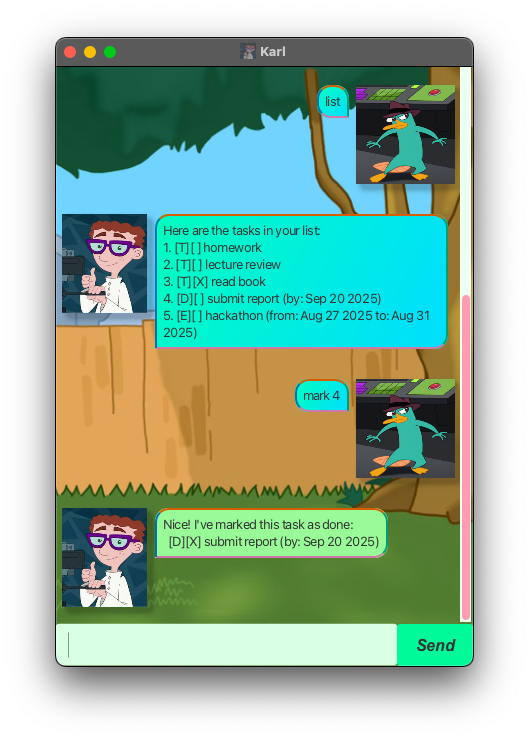 Karl
list
Here are the tasks in your list:
1. [T][ ] homework
2. [T][ ] lecture review
3. [T][X] read book
4. [D][ ] submit report (by: Sep 20 2025)
5. [E][ ] hackathon (from: Aug 27 2025 to: Aug 31
2025)
mark 4
Nice! I've marked this task as done:
[D][X] submit report (by: Sep 20 2025)
Send